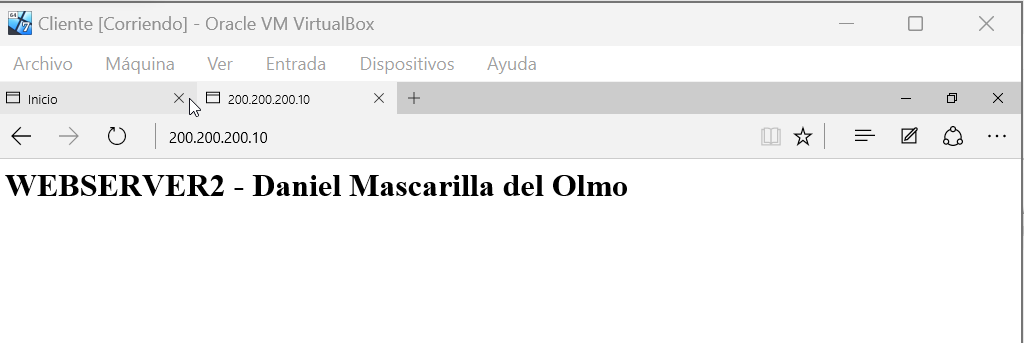 Cliente [Corriendo] - Oracle VM VirtualBox
Archivo Máquina Ver Entrada Dispositivos Ayuda
Inicio 200.200.200.10
200.200.200.10
WEBSERVER2 - Daniel Mascarilla del Olmo